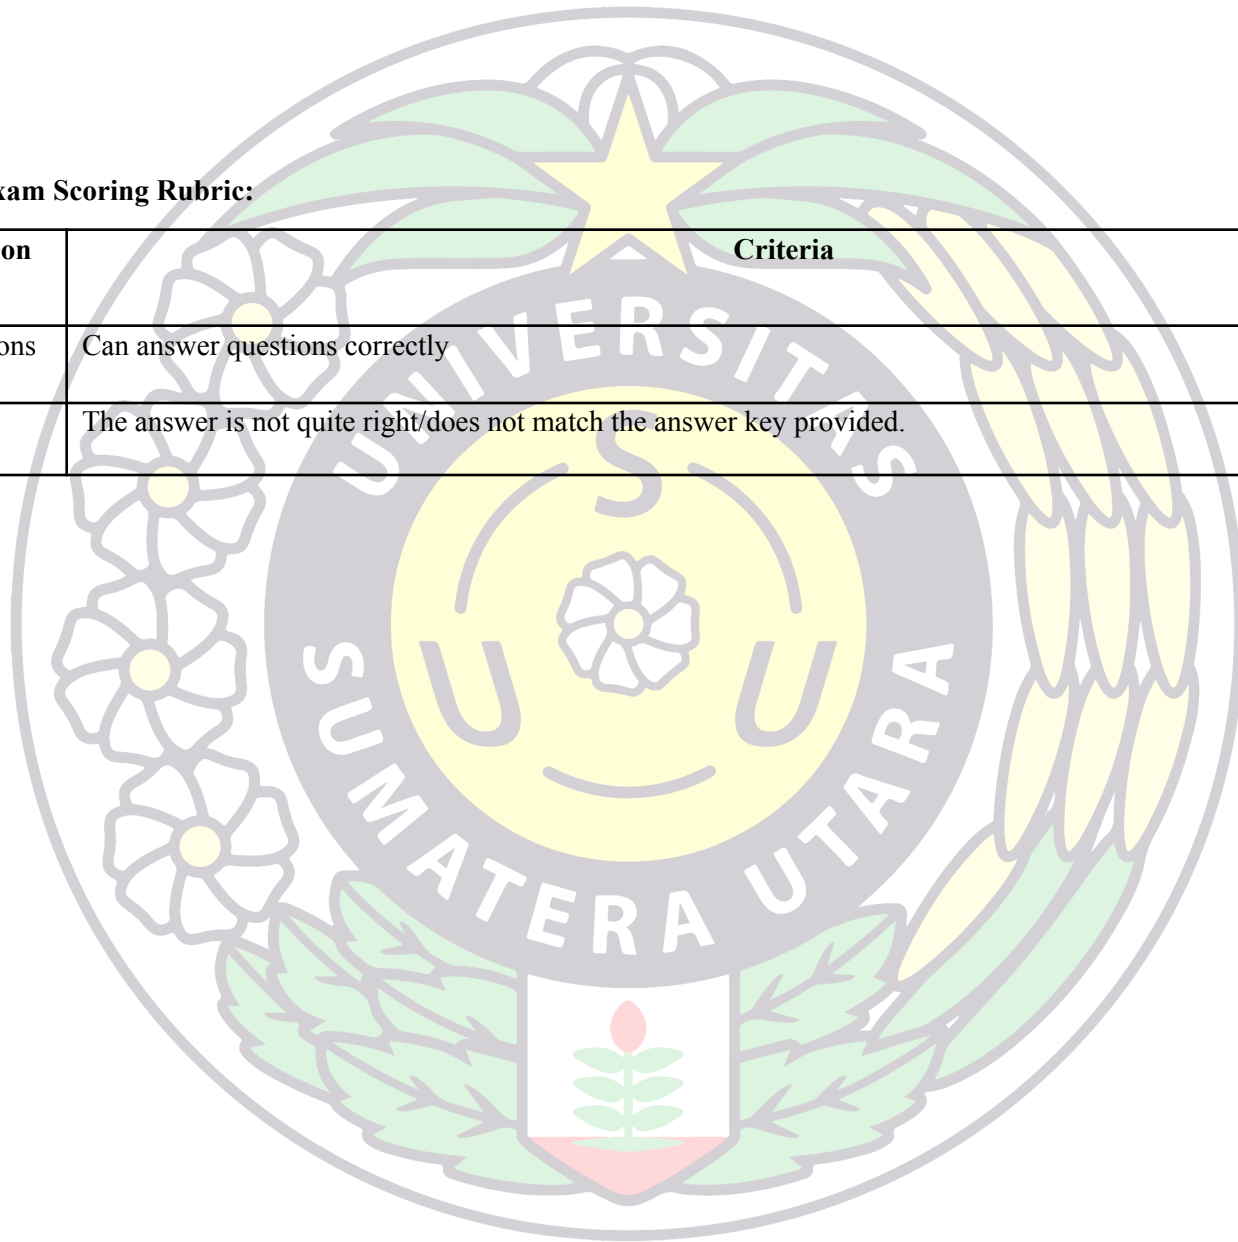 xam Scoring Rubric:
on Criteria
ons Can answer questions correctly
The answer is not quite right/does not match the answer key provided.
UNIVERSITAS
S
U U
SUMATERA UTARA